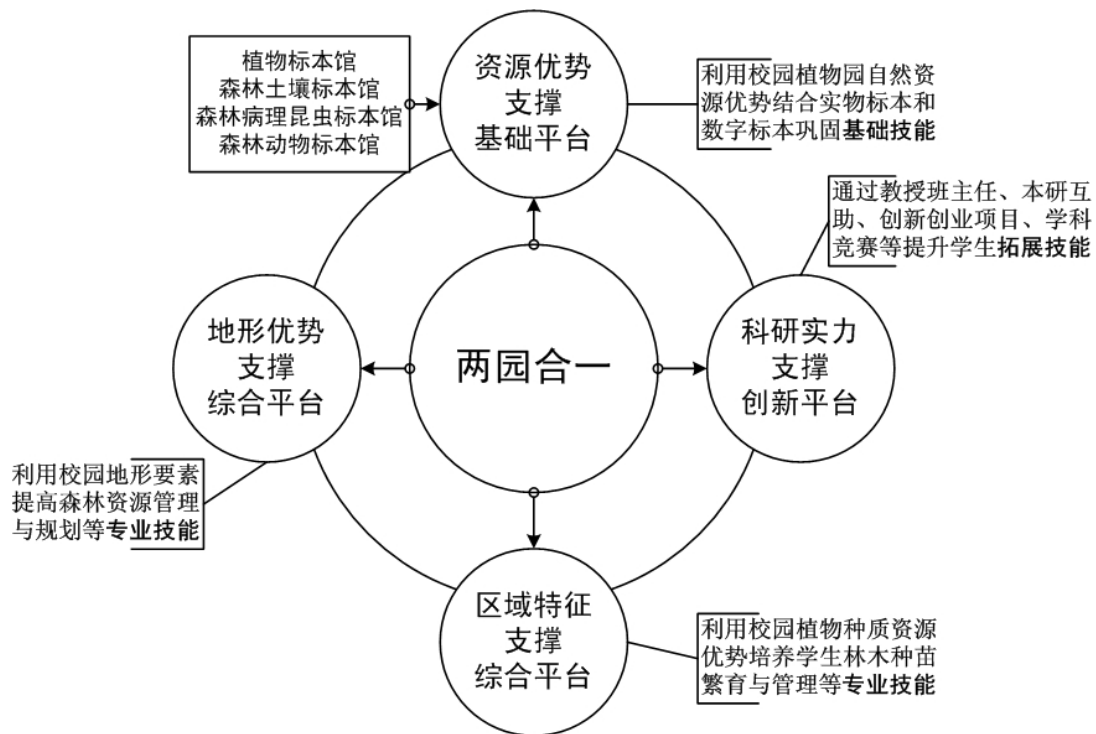 植物标本馆
森林土壤标本馆
森林病理昆虫标本馆
森林动物标本馆
资源优势
支撑
基础平台
利用校园植物园自然资
源优势结合实物标本和
数字标本巩固基础技能
通过教授班主任、本研互
助、创新创业项目、学科
竞赛等提升学生拓展技能
地形优势
支撑
综合平台
两园合一
科研实力
支撑
创新平台
利用校园地形要素
提高森林资源管理
与规划等专业技能
区域特征
支撑
综合平台
利用校园植物种质资源
优势培养学生林木种苗
繁育与管理等专业技能